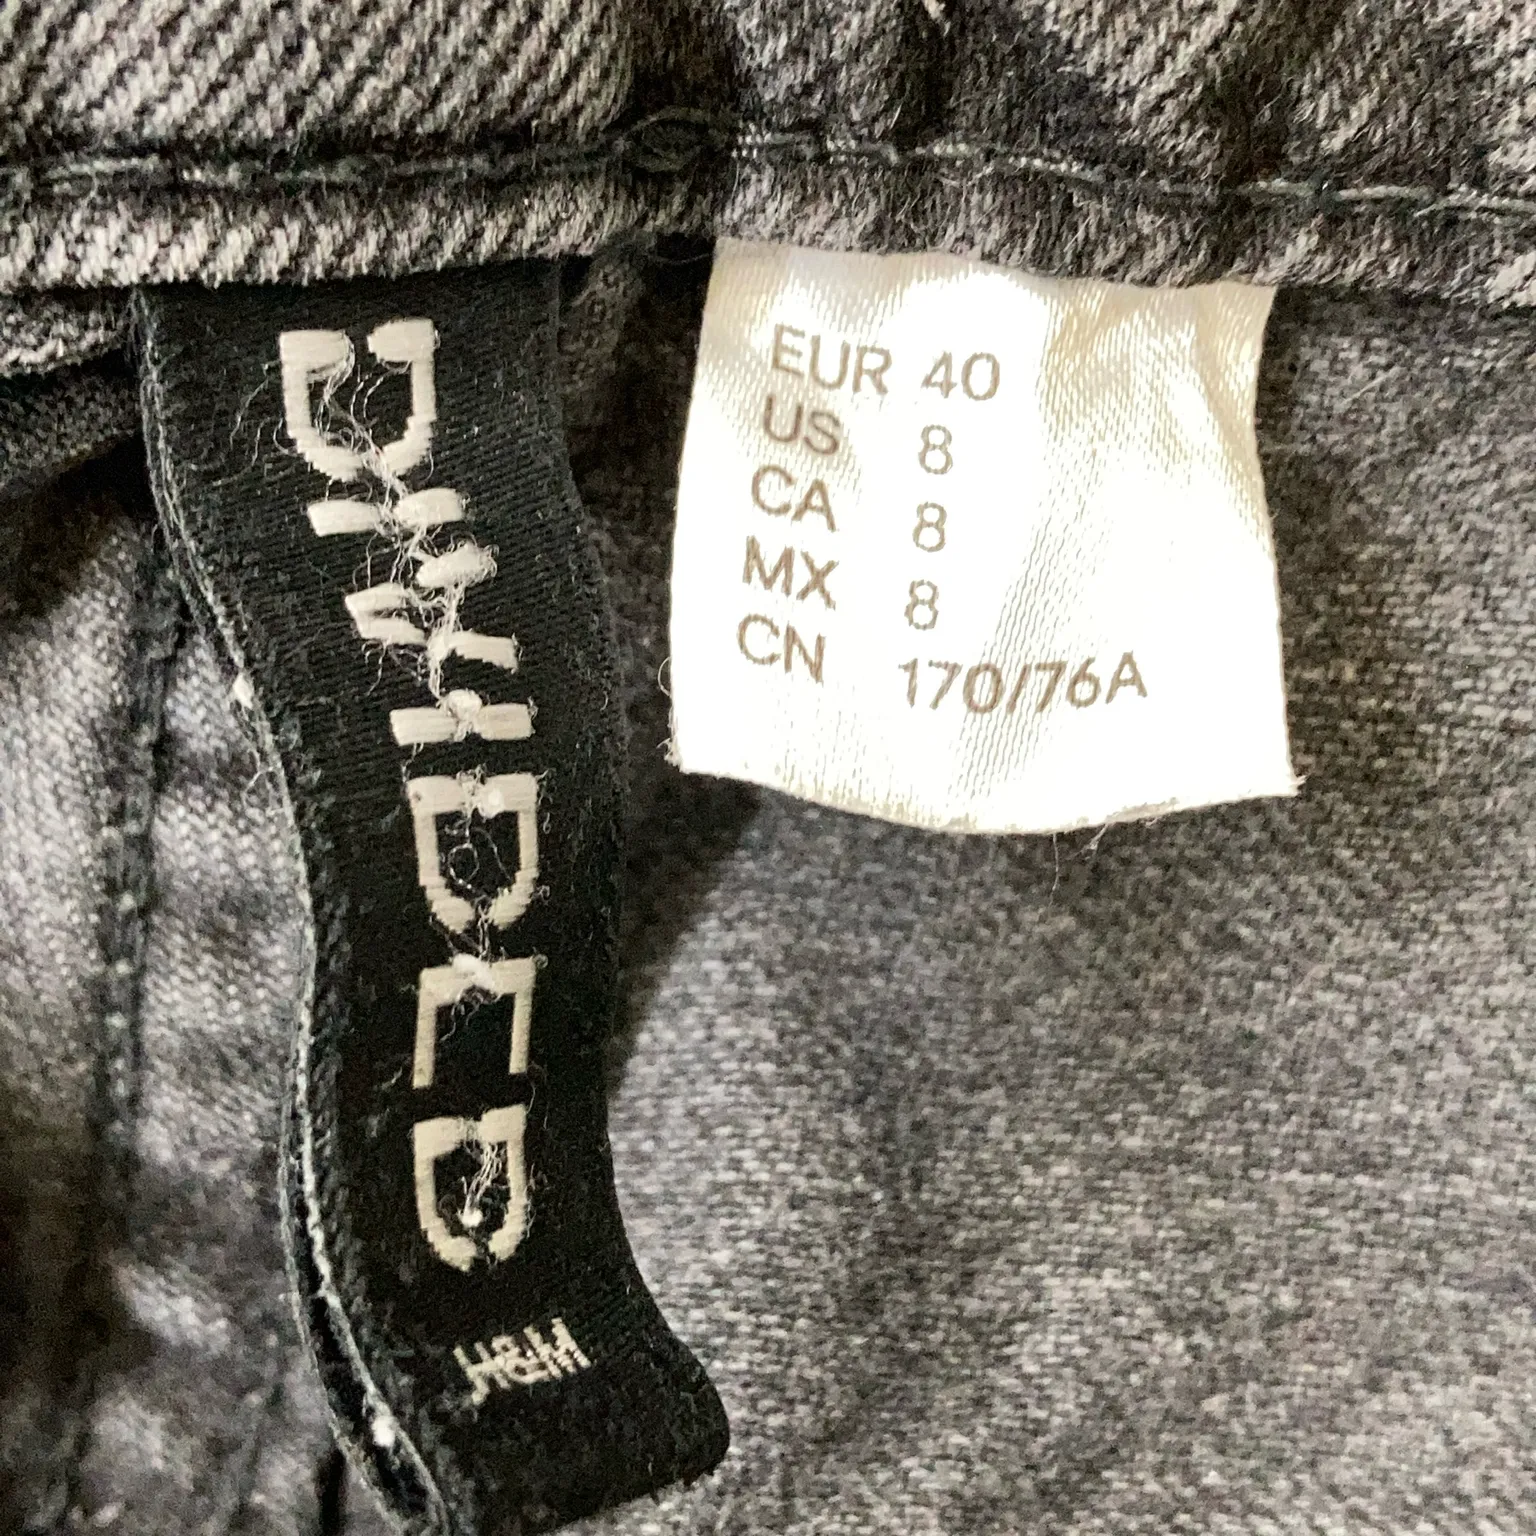 DIVIDED
H&M
EUR 40
US 8
CA 8
MX 8
CN 170/76A